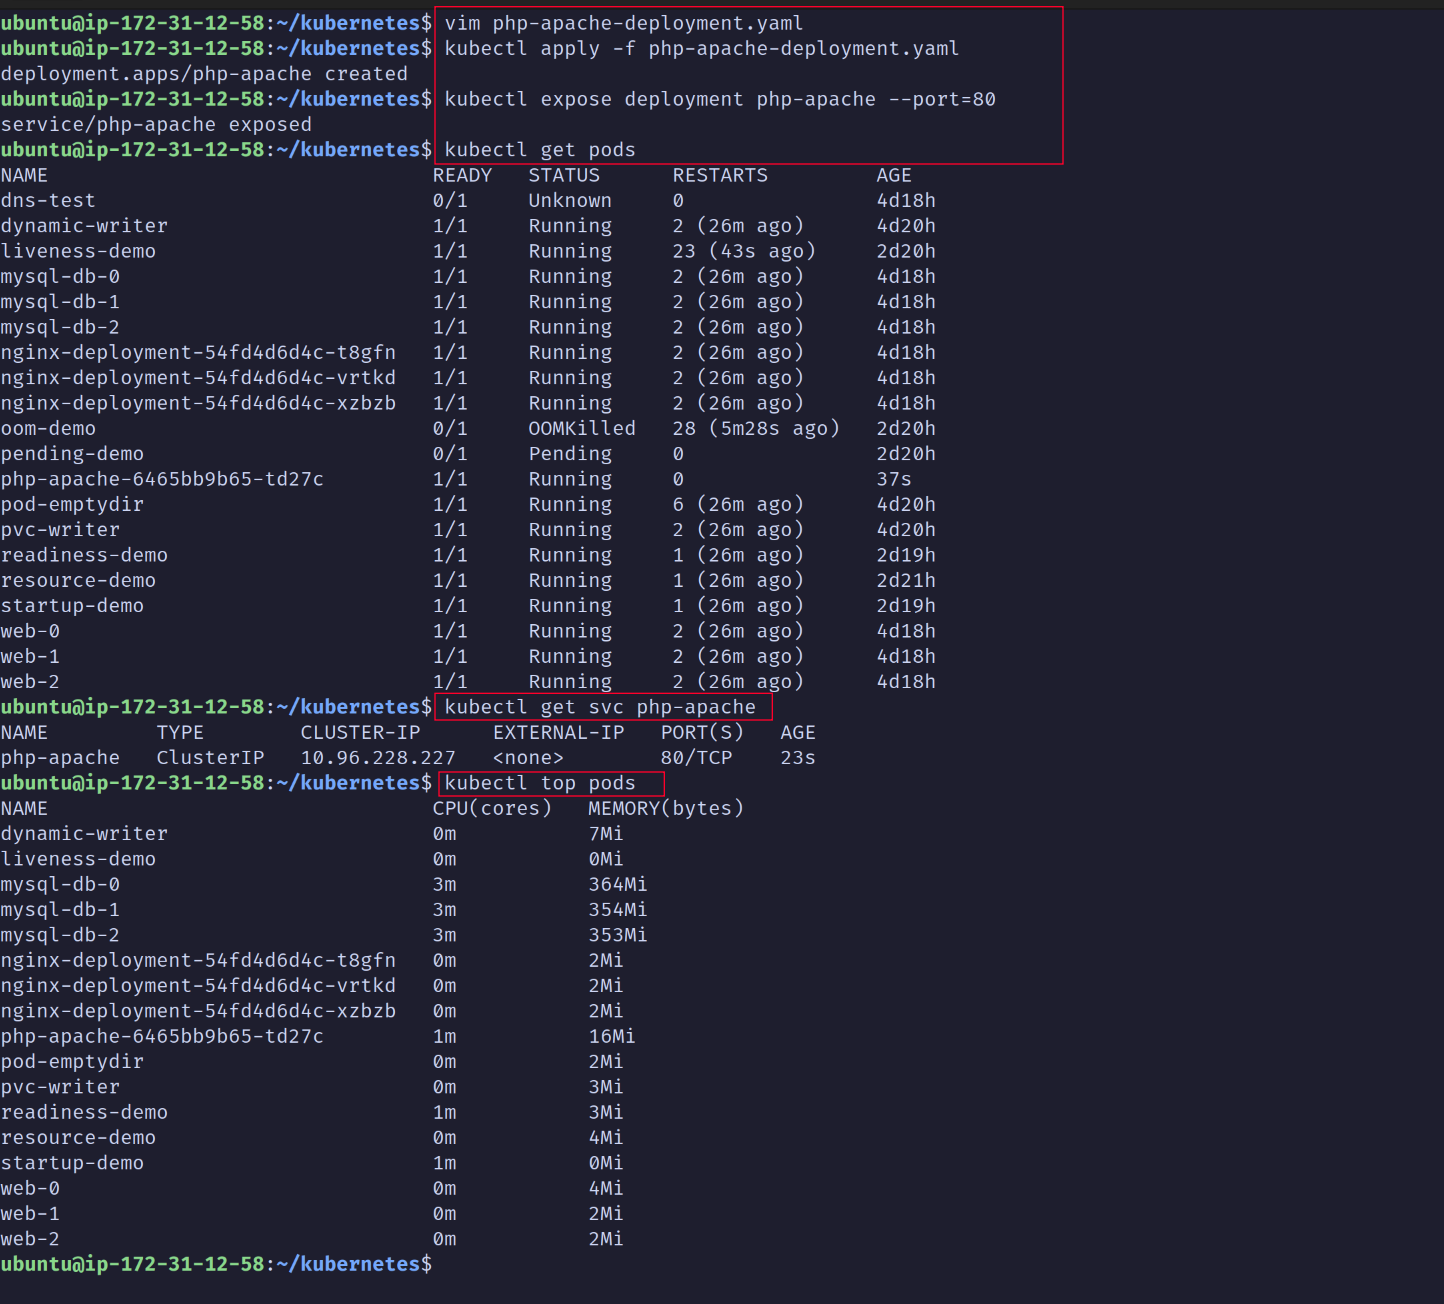 ubuntu@ip-172-31-12-58:~/kubernetes$ vim php-apache-deployment.yaml
ubuntu@ip-172-31-12-58:~/kubernetes$ kubectl apply -f php-apache-deployment.yaml
deployment.apps/php-apache created
ubuntu@ip-172-31-12-58:~/kubernetes$ kubectl expose deployment php-apache --port=80
service/php-apache exposed
ubuntu@ip-172-31-12-58:~/kubernetes$ kubectl get pods
NAME                                READY   STATUS      RESTARTS         AGE
dns-test                            0/1     Unknown     0                4d18h
dynamic-writer                      1/1     Running     2 (26m ago)      4d20h
liveness-demo                       1/1     Running     23 (43s ago)     2d20h
mysql-db-0                          1/1     Running     2 (26m ago)      4d18h
mysql-db-1                          1/1     Running     2 (26m ago)      4d18h
mysql-db-2                          1/1     Running     2 (26m ago)      4d18h
nginx-deployment-54fd4d6d4c-t8gfn   1/1     Running     2 (26m ago)      4d18h
nginx-deployment-54fd4d6d4c-vrtkd   1/1     Running     2 (26m ago)      4d18h
nginx-deployment-54fd4d6d4c-xzbzb   1/1     Running     2 (26m ago)      4d18h
oom-demo                            0/1     OOMKilled   28 (5m28s ago)   2d20h
pending-demo                        0/1     Pending     0                2d20h
php-apache-6465bb9b65-td27c         1/1     Running     0                37s
pod-emptydir                        1/1     Running     6 (26m ago)      4d20h
pvc-writer                          1/1     Running     2 (26m ago)      4d20h
readiness-demo                      1/1     Running     1 (26m ago)      2d19h
resource-demo                       1/1     Running     1 (26m ago)      2d21h
startup-demo                        1/1     Running     1 (26m ago)      2d19h
web-0                               1/1     Running     2 (26m ago)      4d18h
web-1                               1/1     Running     2 (26m ago)      4d18h
web-2                               1/1     Running     2 (26m ago)      4d18h
ubuntu@ip-172-31-12-58:~/kubernetes$ kubectl get svc php-apache
NAME         TYPE        CLUSTER-IP      EXTERNAL-IP   PORT(S)   AGE
php-apache   ClusterIP   10.96.228.227   <none>        80/TCP    23s
ubuntu@ip-172-31-12-58:~/kubernetes$ kubectl top pods
NAME                                CPU(cores)   MEMORY(bytes)
dynamic-writer                      0m           7Mi
liveness-demo                       0m           0Mi
mysql-db-0                          3m           364Mi
mysql-db-1                          3m           354Mi
mysql-db-2                          3m           353Mi
nginx-deployment-54fd4d6d4c-t8gfn   0m           2Mi
nginx-deployment-54fd4d6d4c-vrtkd   0m           2Mi
nginx-deployment-54fd4d6d4c-xzbzb   0m           2Mi
php-apache-6465bb9b65-td27c         1m           16Mi
pod-emptydir                        0m           2Mi
pvc-writer                          0m           3Mi
readiness-demo                      1m           3Mi
resource-demo                       0m           4Mi
startup-demo                        1m           0Mi
web-0                               0m           4Mi
web-1                               0m           2Mi
web-2                               0m           2Mi
ubuntu@ip-172-31-12-58:~/kubernetes$